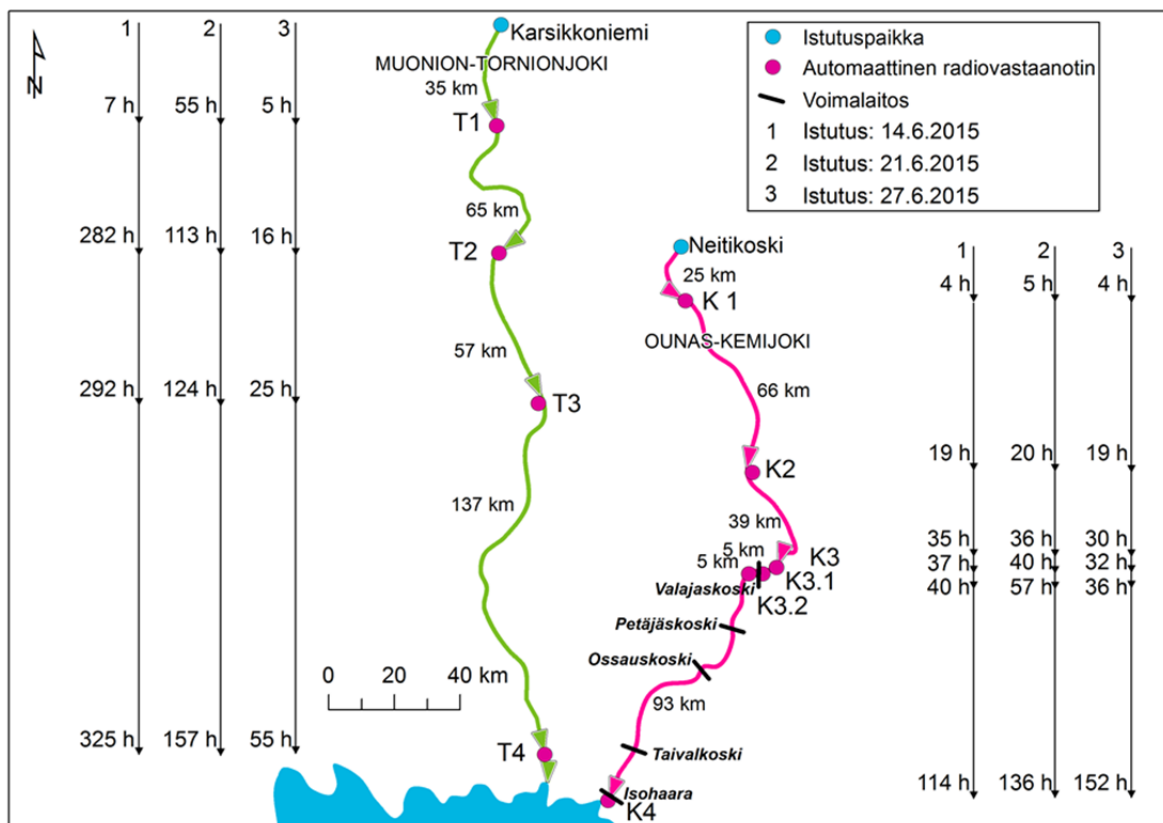 1 2 3
N
Karsikkoniemi
MUONION-TORNIONJOKI
35 km
7 h 55 h 5 h
T1
65 km
282 h 113 h 16 h
T2
57 km
292 h 124 h 25 h
T3
137 km
0 20 40 km
325 h 157 h 55 h
T4
Istutuspaikka
Automaattinen radiovastaanotin
Voimalaitos
1 Istutus: 14.6.2015
2 Istutus: 21.6.2015
3 Istutus: 27.6.2015
Neitikoski
25 km
K 1
OUNAS-KEMIJOKI
66 km
K2
39 km
K3
5 km
5 km
K3.1
Valajaskoski
K3.2
Petäjäskoski
Ossauskoski
93 km
Taivalkoski
Isohaara
K4
1 2 3
4 h 5 h 4 h
19 h 20 h 19 h
35 h 36 h 30 h
37 h 40 h 32 h
40 h 57 h 36 h
114 h 136 h 152 h